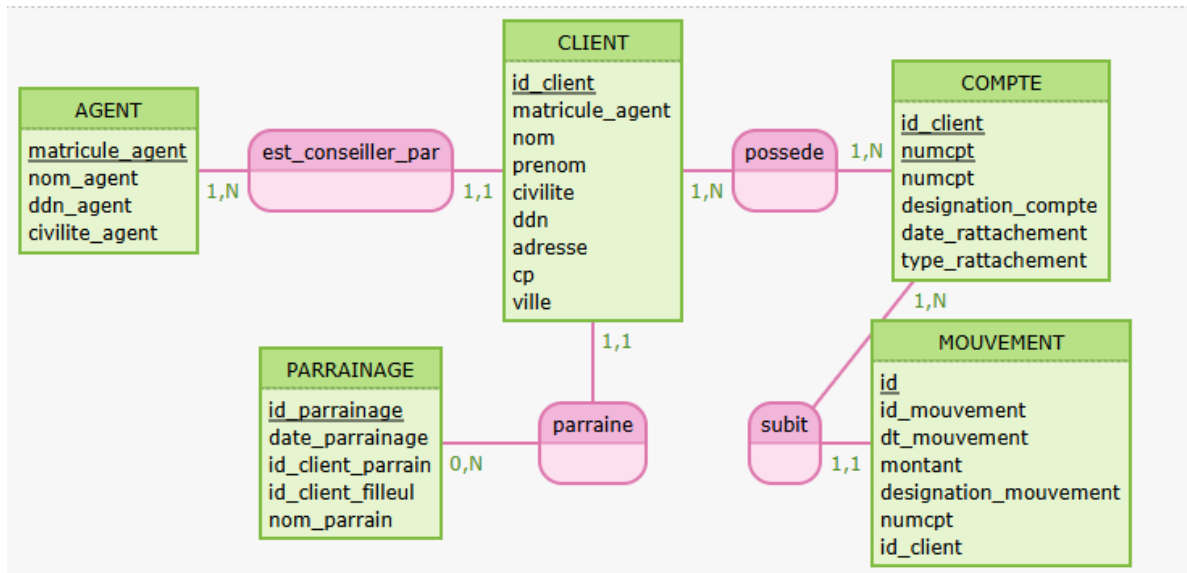 AGENT
matricule_agent
nom_agent
ddn_agent
civilite_agent
1,N
est_conseiller_par
1,1
CLIENT
id_client
matricule_agent
nom
prenom
civilite
ddn
adresse
cp
ville
1,N
possede
1,N
COMPTE
id_client
numcpt
numcpt
designation_compte
date_rattachement
type_rattachement
1,1
1,N
PARRAINAGE
id_parrainage
date_parrainage
id_client_parrain
id_client_filleul
nom_parrain
0,N
parraine
subit
1,1
MOUVEMENT
id
id_mouvement
dt_mouvement
montant
designation_mouvement
numcpt
id_client